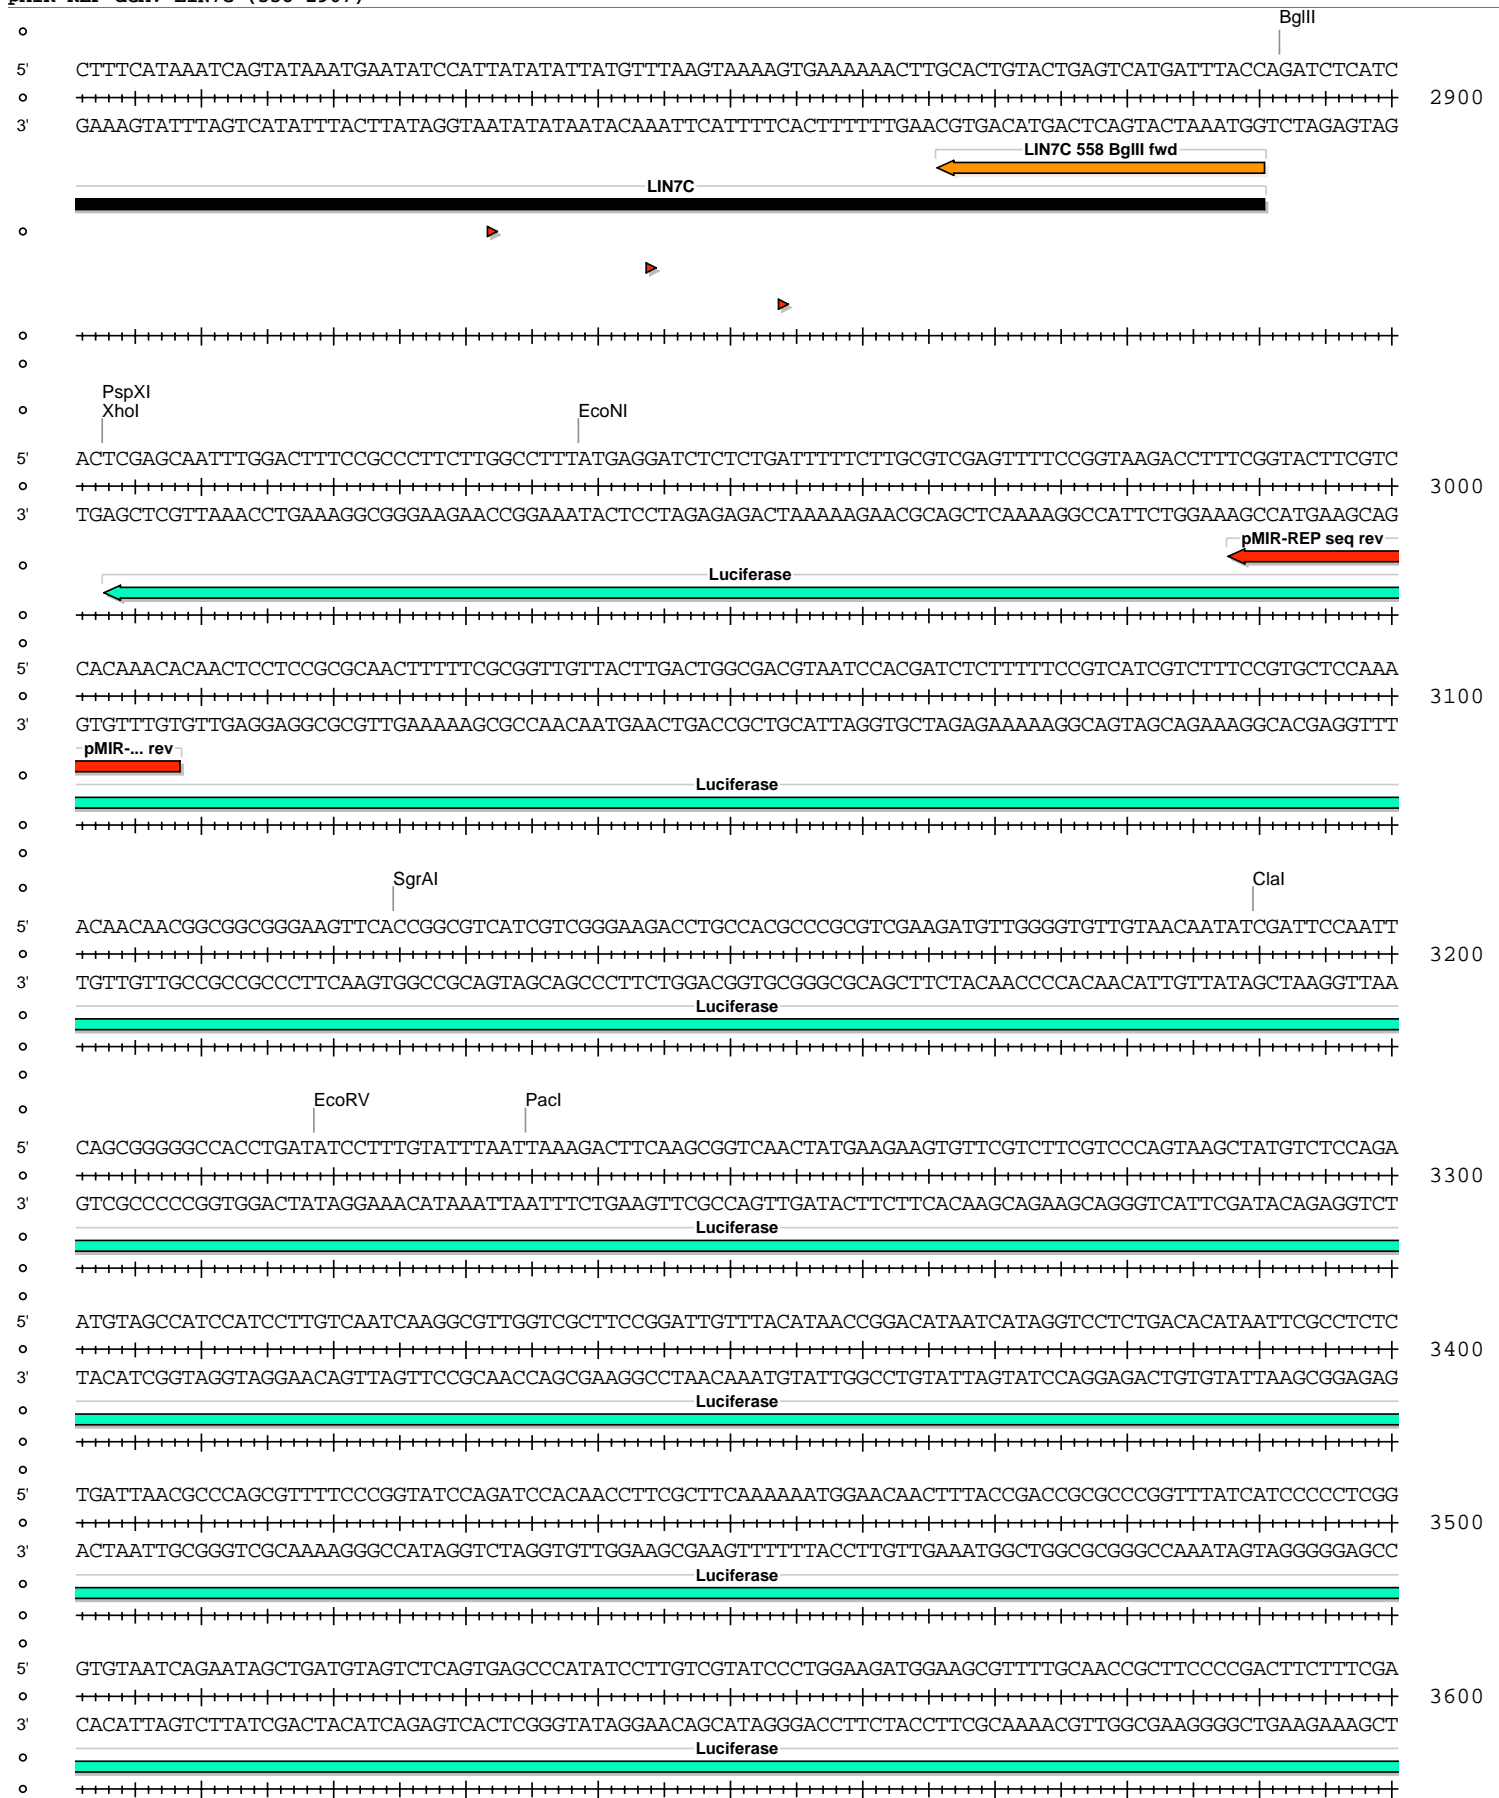 BglII
5' CTTTCATAAATCAGTATAAATGAATATCCATTATATATTATGTTTAAGTAAAAGTGAAAAAACTTGCACTGTACTGAGTCATGATTTACCAGATCTCATC
2900
3' GAAAGTATTTAGTCATATTTACTTATAGGTAATATATAATACAAATTCATTTTCACTTTTTTGAACGTGACATGACTCAGTACTAAATGGTCTAGAGTAG
LIN7C 558 BglII fwd
LIN7C
PspXI
XhoI EcoNI
5' ACTCGAGCAATTTGGACTTTCCGCCCTTCTTGGCCTTTATGAGGATCTCTCTGATTTTTCTTGCGTCGAGTTTTCCGGTAAGACCTTTCGGTACTTCGTC
3000
3' TGAGCTCGTTAAACCTGAAAGGCGGGAAGAACCGGAAATACTCCTAGAGAGACTAAAAAGAACGCAGCTCAAAAGGCCATTCTGGAAAGCCATGAAGCAG
pMIR-REP seq rev
Luciferase
5' CACAAACACAACTCCTCCGCGCAACTTTTTCGCGGTTGTTACTTGACTGGCGACGTAATCCACGATCTCTTTTTCCGTCATCGTCTTTCCGTGCTCCAAA
3100
3' GTGTTTGTGTTGAGGAGGCGCGTTGAAAAAGCGCCAACAATGAACTGACCGCTGCATTAGGTGCTAGAGAAAAAGGCAGTAGCAGAAAGGCACGAGGTTT
pMIR-... rev
Luciferase
SgrAI ClaI
5' ACAACAACGGCGGCGGGAAGTTCACCGGCGTCATCGTCGGGAAGACCTGCCACGCCCGCGTCGAAGATGTTGGGGTGTTGTAACAATATCGATTCCAATT
3200
3' TGTTGTTGCCGCCGCCCTTCAAGTGGCCGCAGTAGCAGCCCTTCTGGACGGTGCGGGCGCAGCTTCTACAACCCCACAACATTGTTATAGCTAAGGTTAA
Luciferase
EcoRV PacI
5' CAGCGGGGGCCACCTGATATCCTTTGTATTTAATTAAAGACTTCAAGCGGTCAACTATGAAGAAGTGTTCGTCTTCGTCCCAGTAAGCTATGTCTCCAGA
3300
3' GTCGCCCCCGGTGGACTATAGGAAACATAAATTAATTTCTGAAGTTCGCCAGTTGATACTTCTTCACAAGCAGAAGCAGGGTCATTCGATACAGAGGTCT
Luciferase
5' ATGTAGCCATCCATCCTTGTCAATCAAGGCGTTGGTCGCTTCCGGATTGTTTACATAACCGGACATAATCATAGGTCCTCTGACACATAATTCGCCTCTC
3400
3' TACATCGGTAGGTAGGAACAGTTAGTTCCGCAACCAGCGAAGGCCTAACAAATGTATTGGCCTGTATTAGTATCCAGGAGACTGTGTATTAAGCGGAGAG
Luciferase
5' TGATTAACGCCCAGCGTTTTCCCGGTATCCAGATCCACAACCTTCGCTTCAAAAAATGGAACAACTTTACCGACCGCGCCCGGTTTATCATCCCCCTCGG
3500
3' ACTAATTGCGGGTCGCAAAAGGGCCATAGGTCTAGGTGTTGGAAGCGAAGTTTTTTACCTTGTTGAAATGGCTGGCGCGGGCCAAATAGTAGGGGGAGCC
Luciferase
5' GTGTAATCAGAATAGCTGATGTAGTCTCAGTGAGCCCATATCCTTGTCGTATCCCTGGAAGATGGAAGCGTTTTGCAACCGCTTCCCCGACTTCTTTCGA
3600
3' CACATTAGTCTTATCGACTACATCAGAGTCACTCGGGTATAGGAACAGCATAGGGACCTTCTACCTTCGCAAAACGTTGGCGAAGGGGCTGAAGAAAGCT
Luciferase